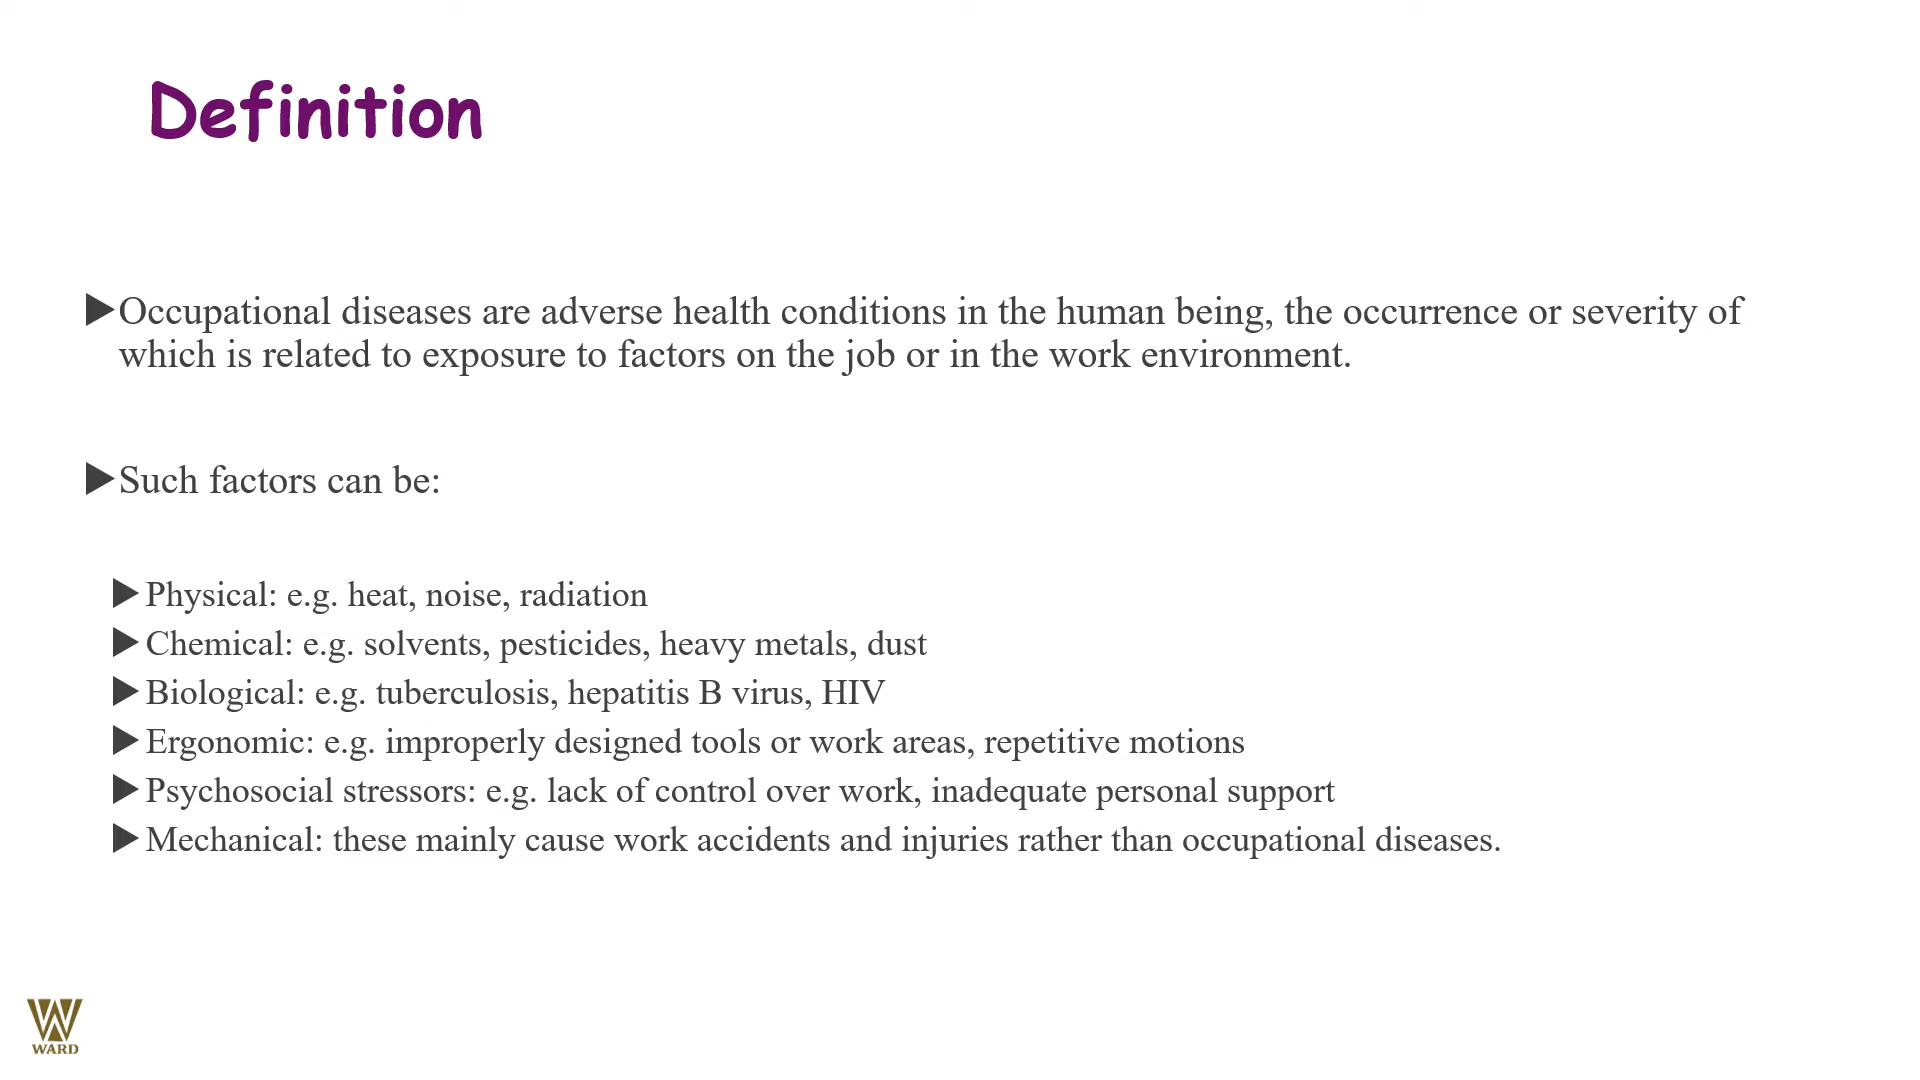 Definition
Occupational diseases are adverse health conditions in the human being, the occurrence or severity of
which is related to exposure to factors on the job or in the work environment.
Such factors can be:
Physical: e.g. heat, noise, radiation
Chemical: e.g. solvents, pesticides, heavy metals, dust
Biological: e.g. tuberculosis, hepatitis B virus, HIV
Ergonomic: e.g. improperly designed tools or work areas, repetitive motions
Psychosocial stressors: e.g. lack of control over work, inadequate personal support
Mechanical: these mainly cause work accidents and injuries rather than occupational diseases.
WARD